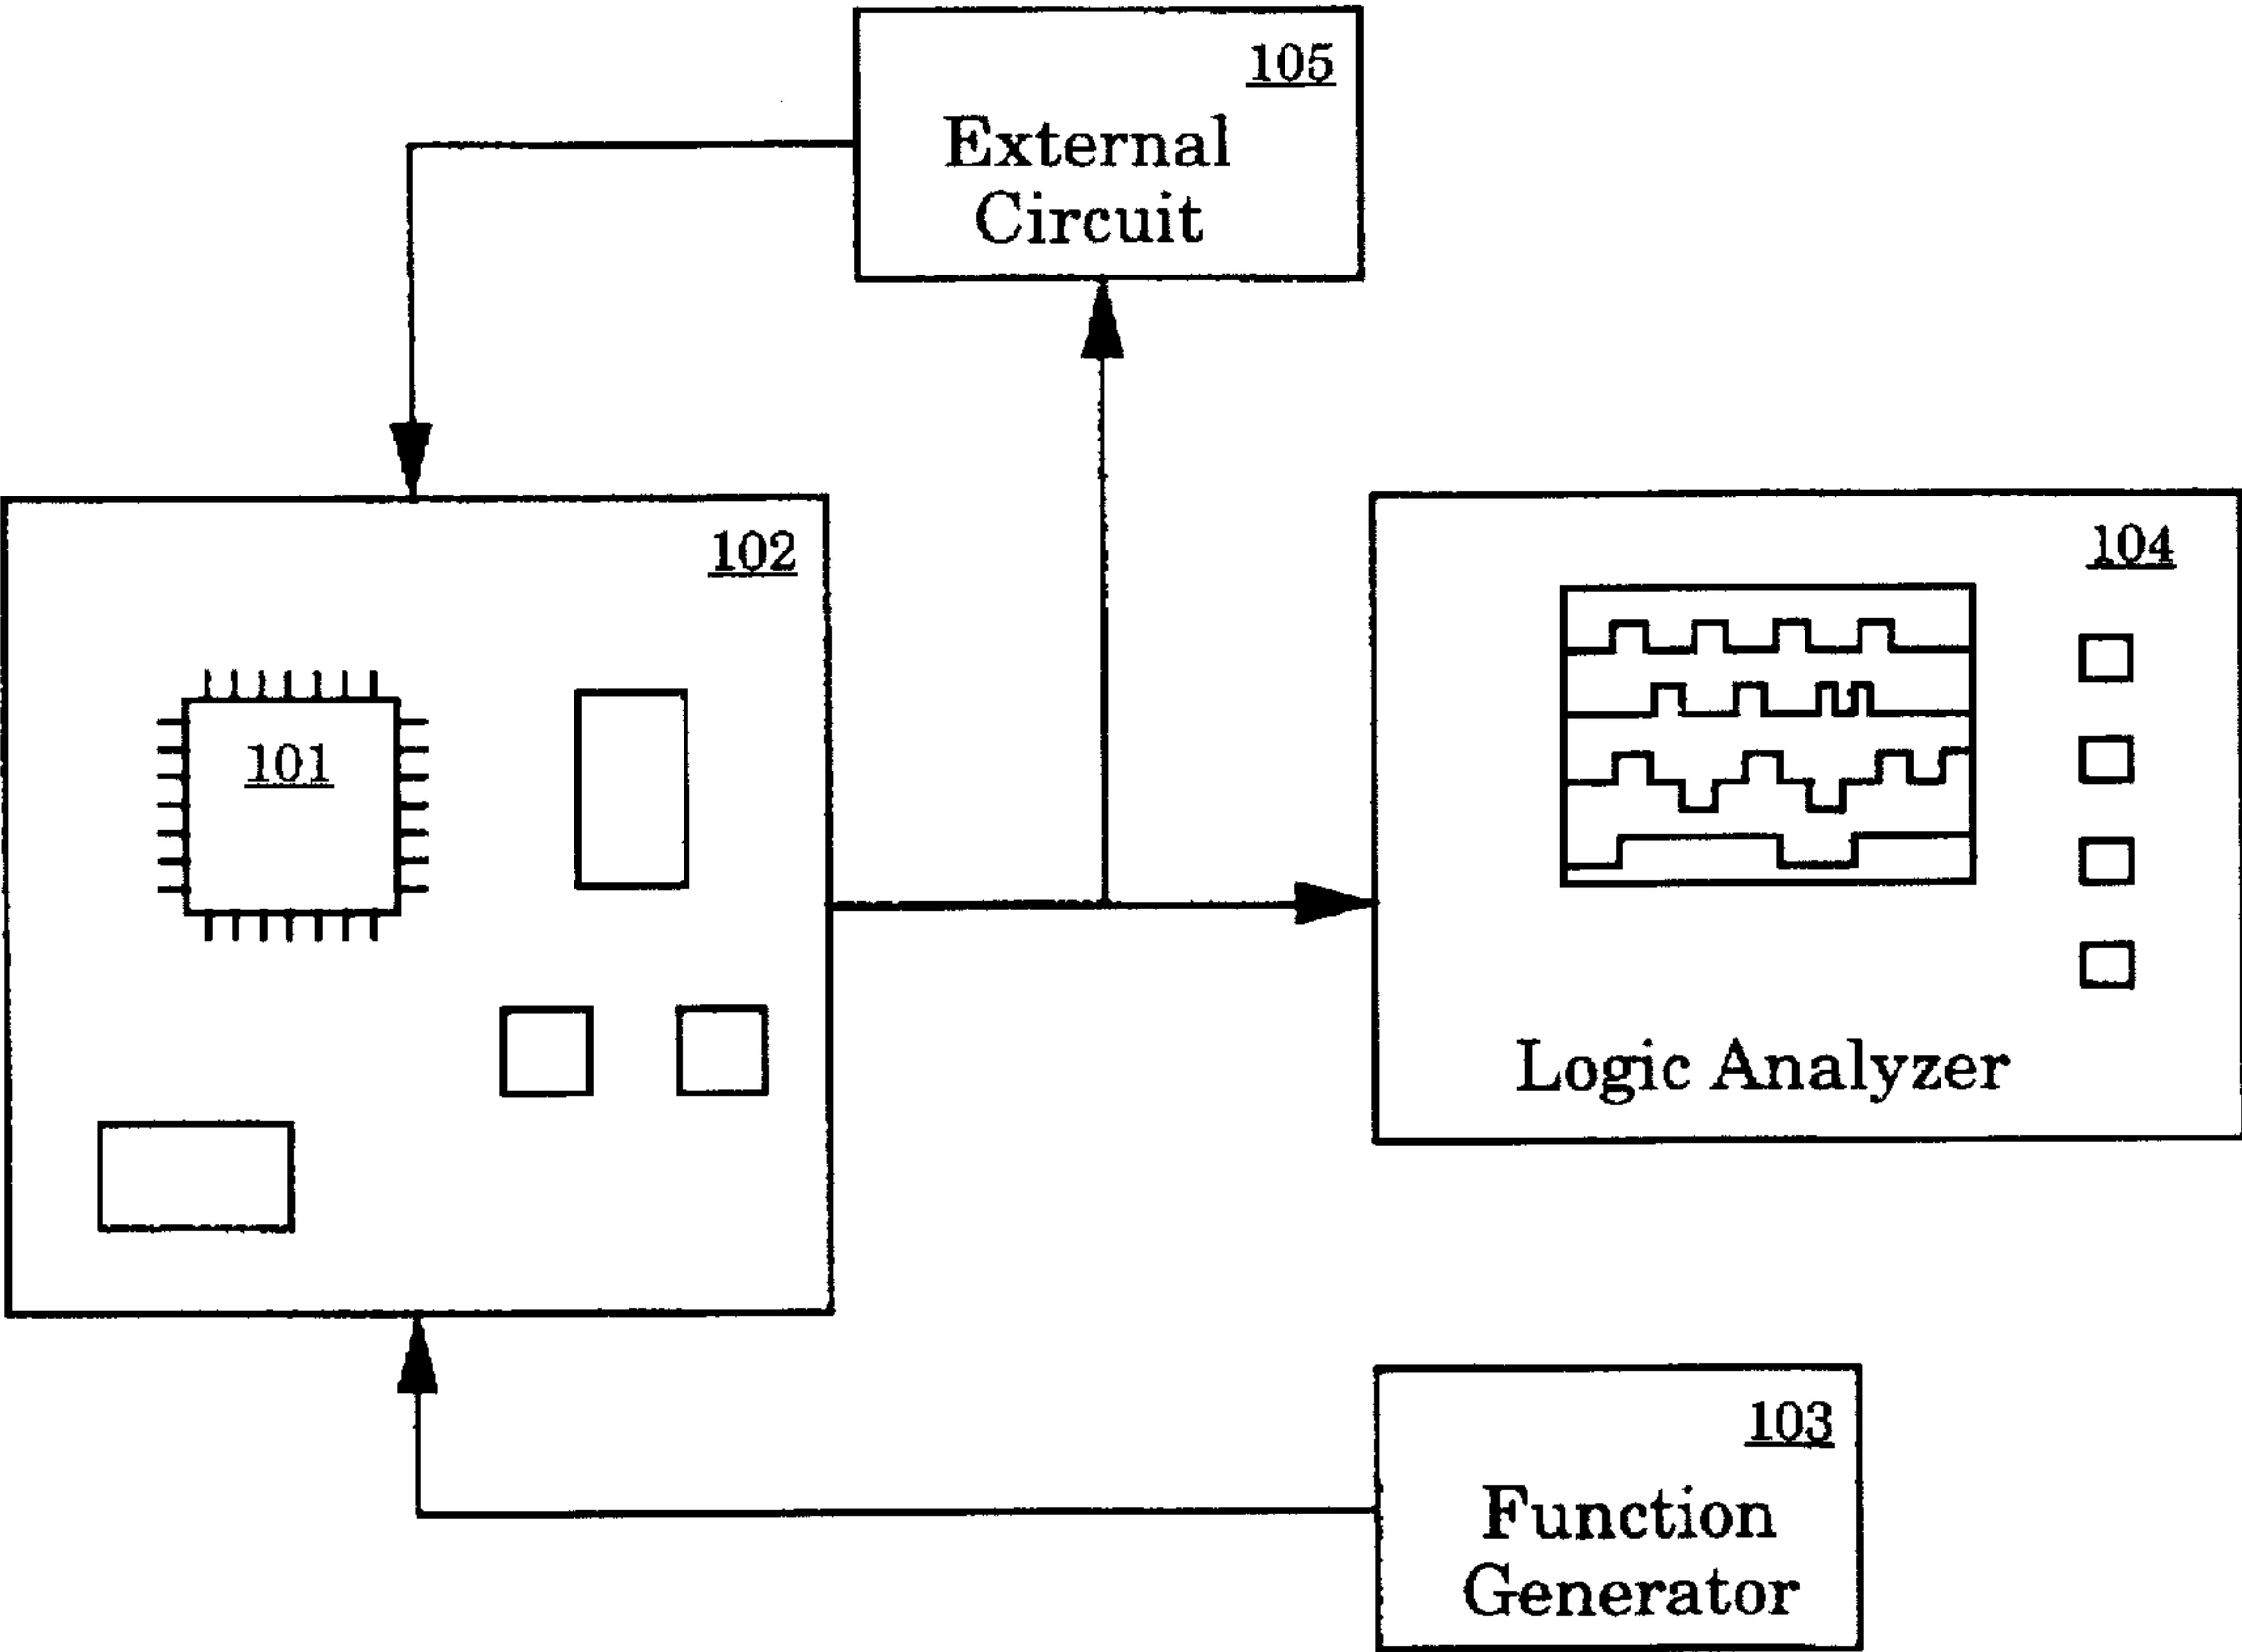 105
External
Circuit
102
104
101
Logic Analyzer
103
Function
Generator